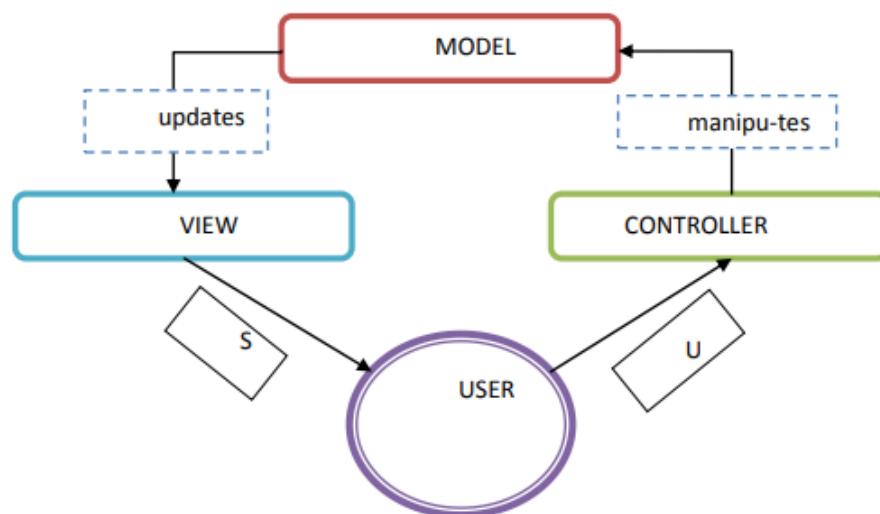 MODEL
updates
manipu-tes
VIEW
CONTROLLER
S
U
USER